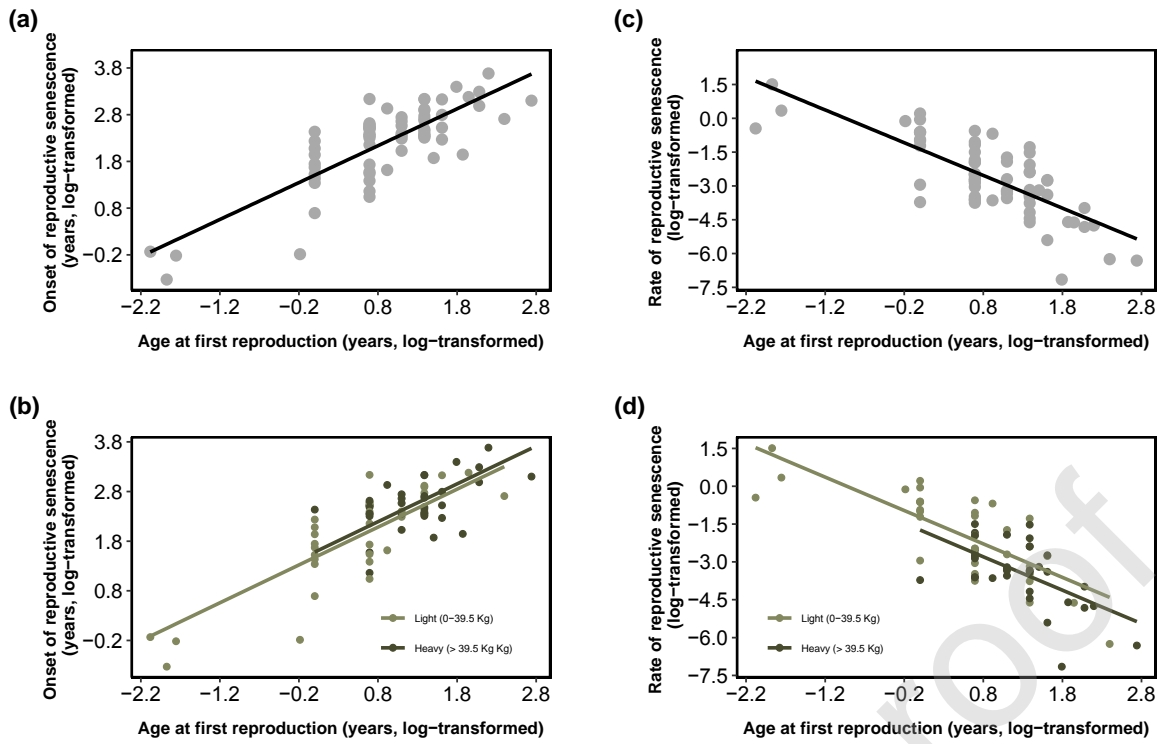 (a)
Onset of reproductive senescence
(years, log−transformed)
3.8
2.8
1.8
0.8
−0.2
−2.2 −1.2 −0.2 0.8 1.8 2.8
Age at first reproduction (years, log−transformed)
(c)
Rate of reproductive senescence
(log−transformed)
1.5
0.0
−1.5
−3.0
−4.5
−6.0
−7.5
−2.2 −1.2 −0.2 0.8 1.8 2.8
Age at first reproduction (years, log−transformed)
(b)
Onset of reproductive senescence
(years, log−transformed)
3.8
2.8
1.8
0.8
−0.2
Light (0−39.5 Kg)
Heavy (> 39.5 Kg Kg)
−2.2 −1.2 −0.2 0.8 1.8 2.8
Age at first reproduction (years, log−transformed)
(d)
Rate of reproductive senescence
(log−transformed)
1.5
0.0
−1.5
−3.0
−4.5
−6.0
−7.5
Light (0−39.5 Kg)
Heavy (> 39.5 Kg Kg)
−2.2 −1.2 −0.2 0.8 1.8 2.8
Age at first reproduction (years, log−transformed)
roof